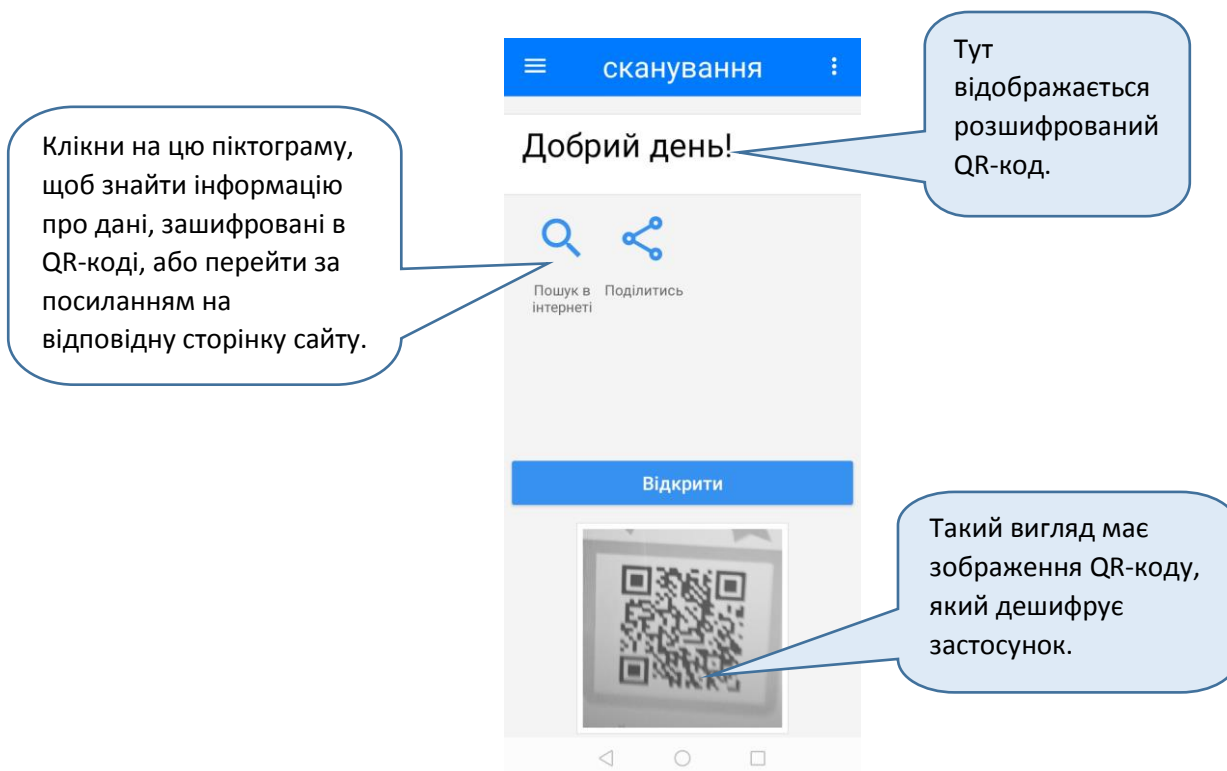 сканування
Тут
відображається
розшифрований
QR-код.
Добрий день!
Клікни на цю піктограму,
щоб знайти інформацію
про дані, зашифровані в
QR-коді, або перейти за
посиланням на
відповідну сторінку сайту.
Пошук в
інтернеті
Поділитись
Відкрити
Такий вигляд має
зображення QR-коду,
який дешифрує
застосунок.